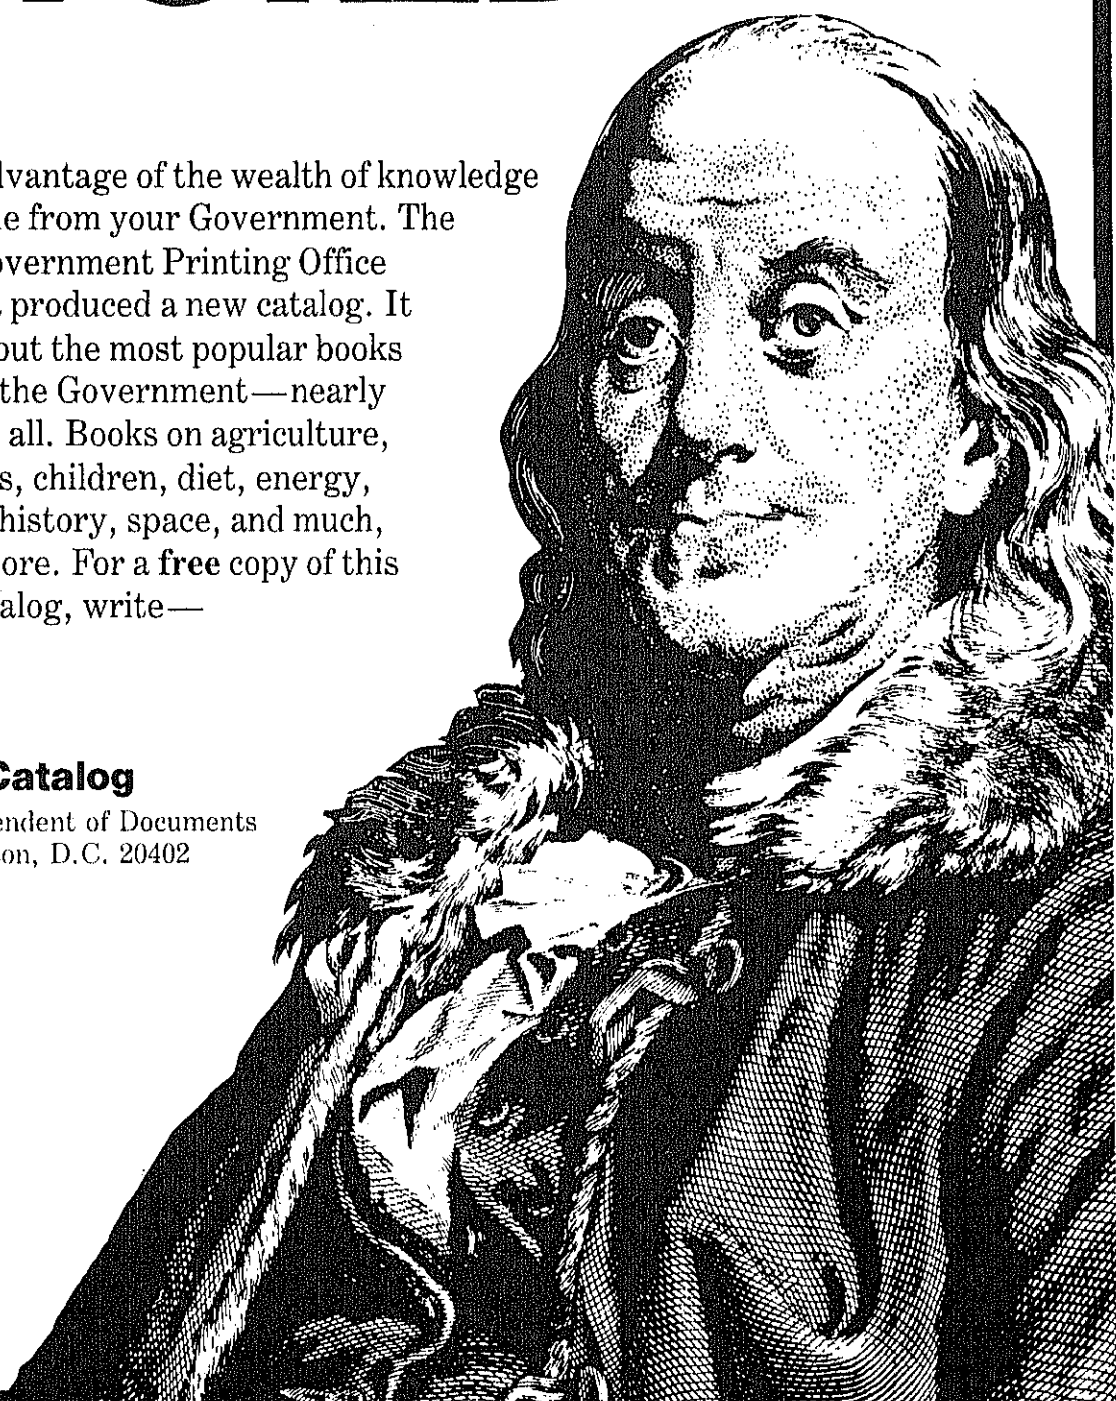 lvantage of the wealth of knowledge
e from your Government. The
overnment Printing Office
produced a new catalog. It
out the most popular books
the Government—nearly
all. Books on agriculture,
s, children, diet, energy,
history, space, and much,
ore. For a free copy of this
alog, write—
Catalog
endent of Documents
on, D.C. 20402